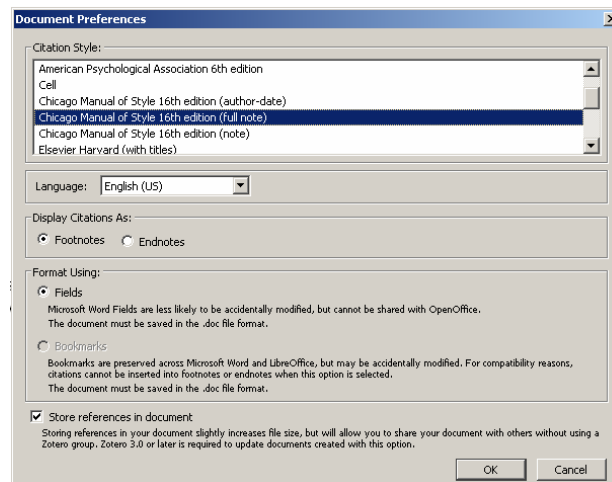 Document Preferences
Citation Style:
American Psychological Association 6th edition
Cell
Chicago Manual of Style 16th edition (author-date)
Chicago Manual of Style 16th edition (full note)
Chicago Manual of Style 16th edition (note)
Elsevier Harvard (with titles)
Language: English (US)
Display Citations As:
Footnotes Endnotes
Format Using:
Fields
Microsoft Word Fields are less likely to be accidentally modified, but cannot be shared with OpenOffice.
The document must be saved in the .doc file format.
Bookmarks
Bookmarks are preserved across Microsoft Word and LibreOffice, but may be accidentally modified. For compatibility reasons,
citations cannot be inserted into footnotes or endnotes when this option is selected.
The document must be saved in the .doc file format.
Store references in document
Storing references in your document slightly increases file size, but will allow you to share your document with others without using a
Zotero group. Zotero 3.0 or later is required to update documents created with this option.
OK Cancel